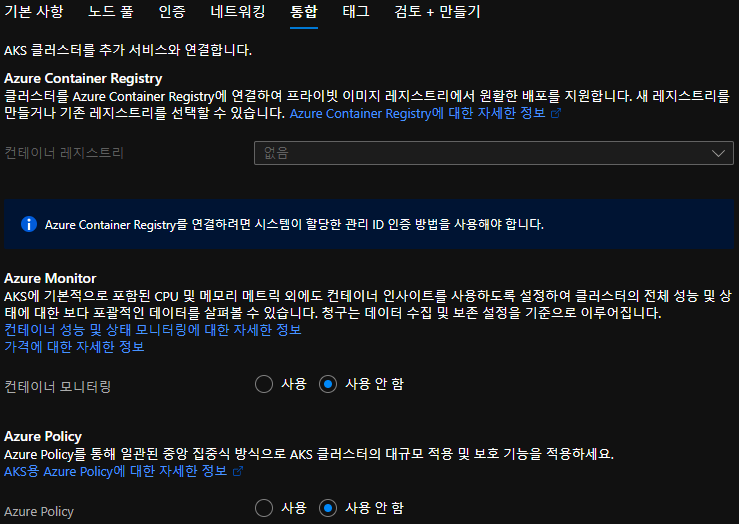 기본 사항 노드 풀 인증 네트워킹 통합 태그 검토 + 만들기
AKS 클러스터를 추가 서비스와 연결합니다.
Azure Container Registry
클러스터를 Azure Container Registry에 연결하여 프라이빗 이미지 레지스트리에서 원활한 배포를 지원합니다. 새 레지스트리를
만들거나 기존 레지스트리를 선택할 수 있습니다. Azure Container Registry에 대한 자세한 정보
컨테이너 레지스트리 없음
Azure Container Registry를 연결하려면 시스템이 할당한 관리 ID 인증 방법을 사용해야 합니다.
Azure Monitor
AKS에 기본적으로 포함된 CPU 및 메모리 메트릭 외에도 컨테이너 인사이트를 사용하도록 설정하여 클러스터의 전체 성능 및 상
태에 대한 보다 포괄적인 데이터를 살펴볼 수 있습니다. 청구는 데이터 수집 및 보존 설정을 기준으로 이루어집니다.
컨테이너 성능 및 상태 모니터링에 대한 자세한 정보
가격에 대한 자세한 정보
컨테이너 모니터링 사용 사용 안 함
Azure Policy
Azure Policy를 통해 일관된 중앙 집중식 방식으로 AKS 클러스터의 대규모 적용 및 보호 기능을 적용하세요.
AKS용 Azure Policy에 대한 자세한 정보
Azure Policy 사용 사용 안 함